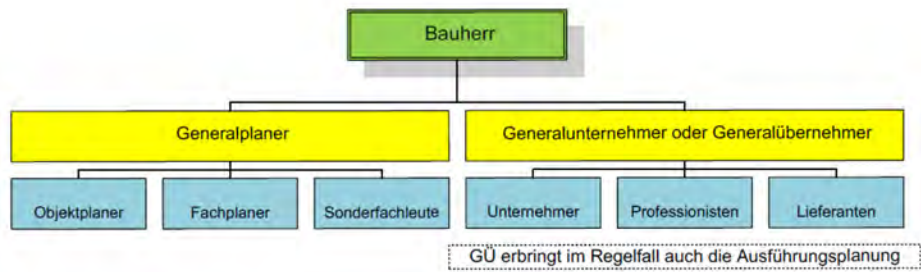 Bauherr
Generalplaner
Generalunternehmer oder Generalübernehmer
Objektplaner
Fachplaner
Sonderfachleute
Unternehmer
Professionisten
Lieferanten
GÜ erbringt im Regelfall auch die Ausführungsplanung